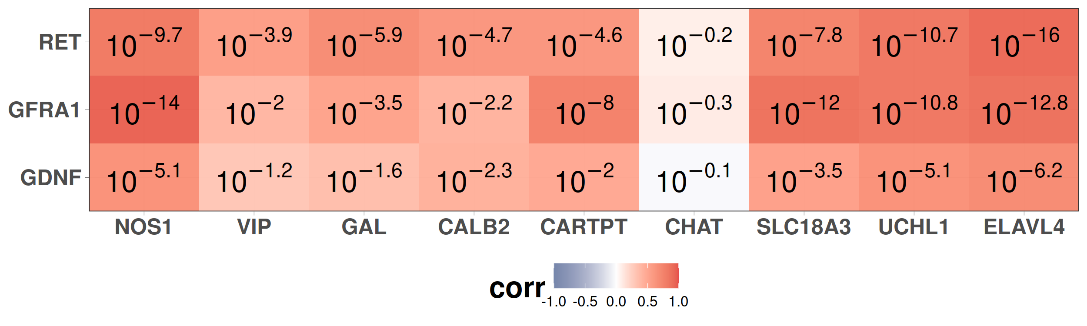 RET 10^−9.7 10^−3.9 10^−5.9 10^−4.7 10^−4.6 10^−0.2 10^−7.8 10^−10.7 10^−16
GFRA1 10^−14 10^−2 10^−3.5 10^−2.2 10^−8 10^−0.3 10^−12 10^−10.8 10^−12.8
GDNF 10^−5.1 10^−1.2 10^−1.6 10^−2.3 10^−2 10^−0.1 10^−3.5 10^−5.1 10^−6.2
NOS1 VIP GAL CALB2 CARTPT CHAT SLC18A3 UCHL1 ELAVL4
corr
-1.0 -0.5 0.0 0.5 1.0